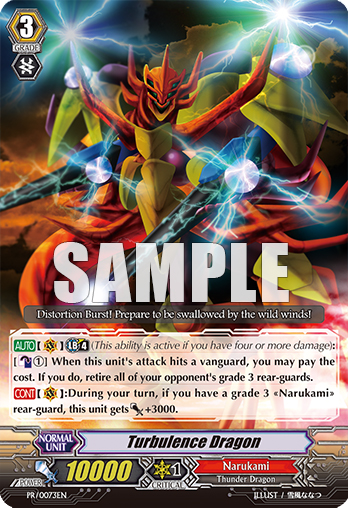 3
GRADE
SAMPLE
Distortion Burst! Prepare to be swallowed by the wild winds!
AUTO [ ] LB4 (This ability is active if you have four or more damage):
[ ①] When this unit's attack hits a vanguard, you may pay the
cost. If you do, retire all of your opponent's grade 3 rear-guards.
CONT [ ]:During your turn, if you have a grade 3 «Narukami»
rear-guard, this unit gets +3000.
NORMAL UNIT
Turbulence Dragon
POWER 10000 1 CRITICAL Narukami
Thunder Dragon
PR/0073EN ILLUST / 雪風ななつ